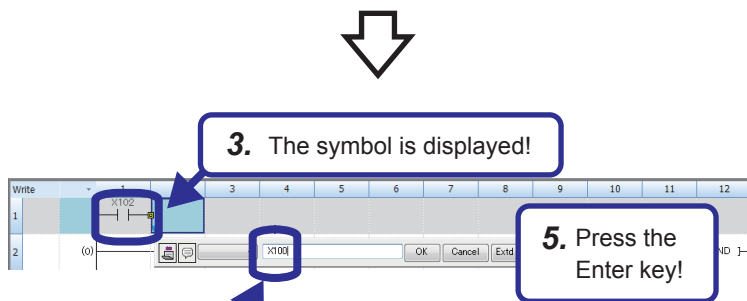 3. The symbol is displayed!
Write 1 3 4 5 6 7 8 9 10 11 12
X102
1
5. Press the
Enter key!
2 (0) X100 OK Cancel Extd